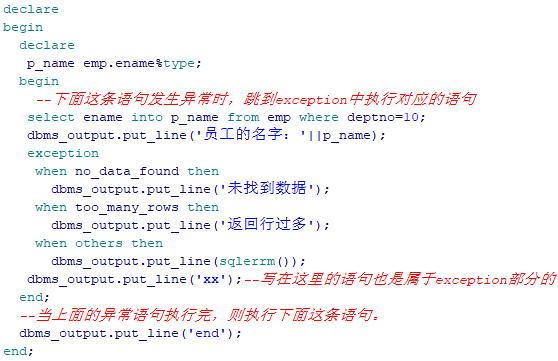 declare
begin
  declare
   p_name emp.ename%type;
  begin
    --下面这条语句发生异常时，跳到exception中执行对应的语句
   select ename into p_name from emp where deptno=10;
   dbms_output.put_line('员工的名字：'||p_name);
   exception
    when no_data_found then
      dbms_output.put_line('未找到数据');
    when too_many_rows then
      dbms_output.put_line('返回行过多');
    when others then
      dbms_output.put_line(sqlerrm());
   dbms_output.put_line('xx');--写在这里的语句也是属于exception部分的
  end;
  --当上面的异常语句执行完，则执行下面这条语句。
  dbms_output.put_line('end');
end;